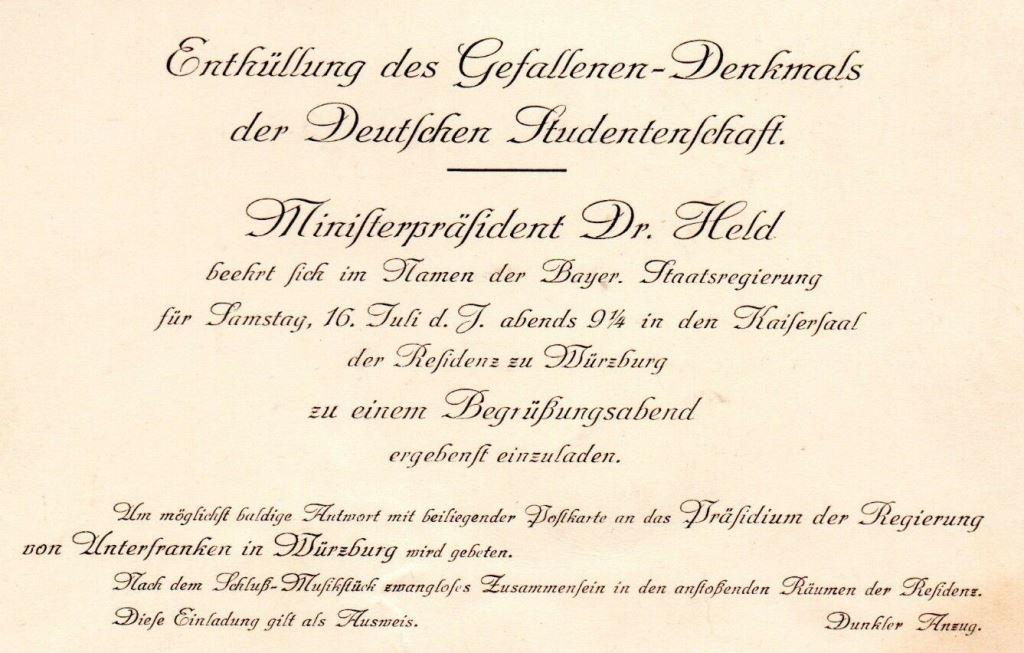 Enthüllung des Gefallenen-Denkmals
der Deutſchen Studentenſchaft.
Miniſterpräſident Dr. Held
beehrt ſich im Namen der Bayer. Staatsregierung
für Samstag, 16. Juli d. J. abends 9¼ in den Kaiſerſaal
der Reſidenz zu Würzburg
zu einem Begrüßungsabend
ergebenſt einzuladen.
Um möglichſt baldige Antwort mit beiliegender Poſtkarte an das Präſidium der Regierung
von Unterfranken in Würzburg wird gebeten.
Nach dem Schluß-Muſikſtück zwangloſes Zusammenſein in den anſtoßenden Räumen der Reſidenz.
Dieſe Einladung gilt als Ausweis. Dunkler Anzug.